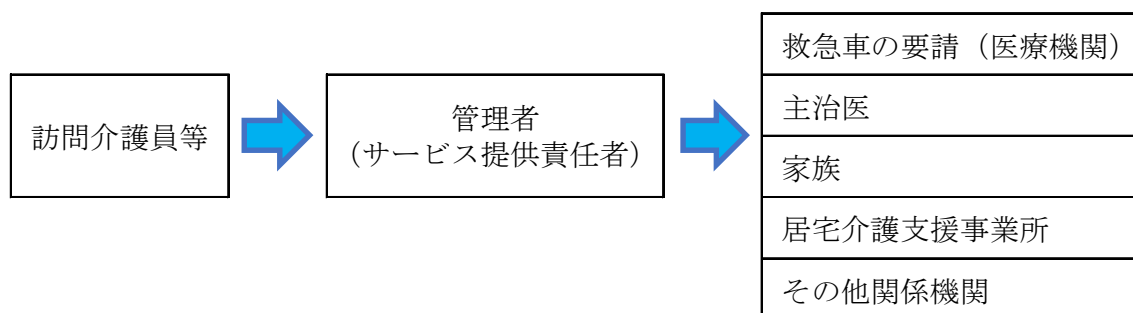 訪問介護員等
管理者
（サービス提供責任者）
救急車の要請（医療機関）
主治医
家族
居宅介護支援事業所
その他関係機関